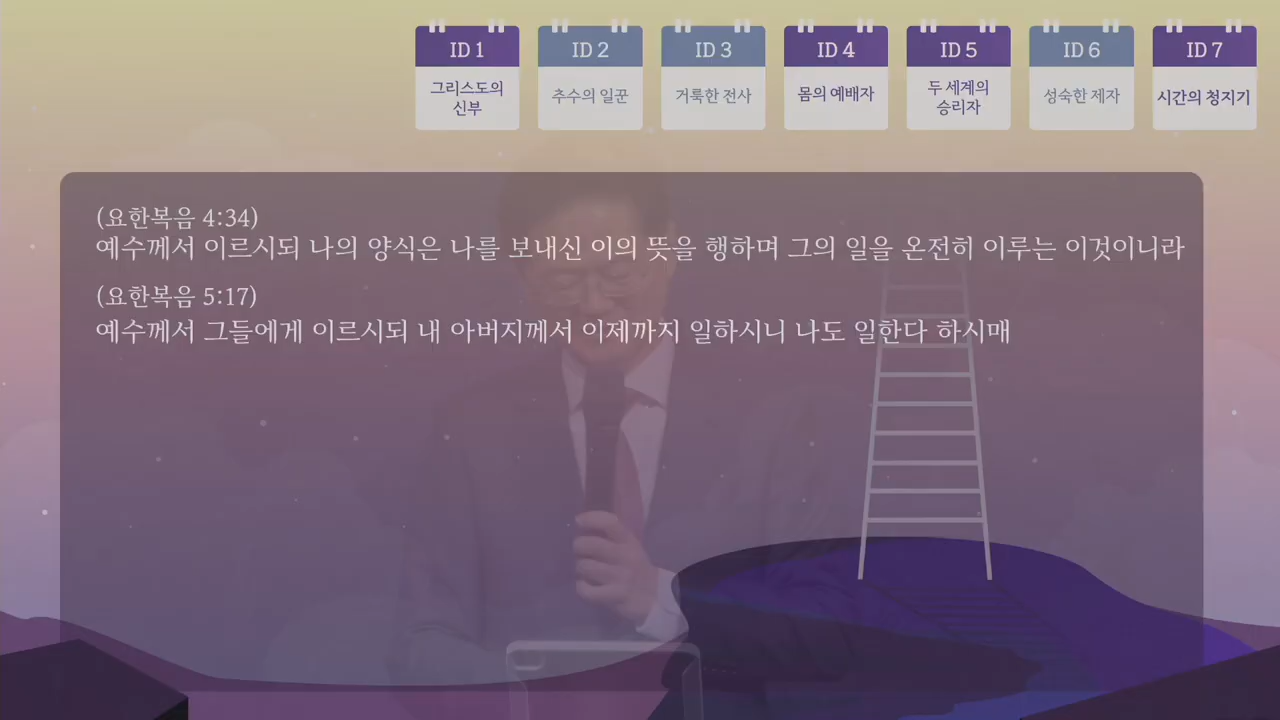 ID 1
그리스도의
신부
ID 2
추수의 일꾼
ID 3
거룩한 전사
ID 4
몸의 예배자
ID 5
두 세계의
승리자
ID 6
성숙한 제자
ID 7
시간의 청지기
(요한복음 4:34)
예수께서 이르시되 나의 양식은 나를 보내신 이의 뜻을 행하며 그의 일을 온전히 이루는 이것이니라
(요한복음 5:17)
예수께서 그들에게 이르시되 내 아버지께서 이제까지 일하시니 나도 일한다 하시매